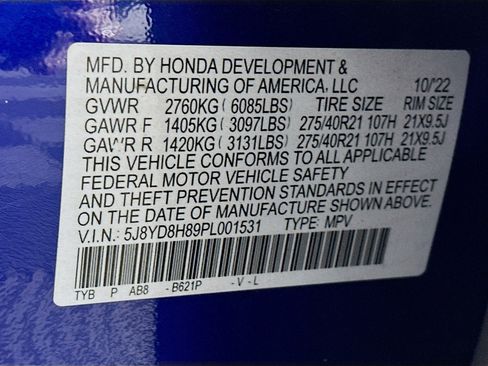 MFD. BY HONDA DEVELOPMENT &
MANUFACTURING OF AMERICA, LLC 10/'22
GVWR 2760KG (6085LBS) TIRE SIZE RIM SIZE
GAWR F 1405KG (3097LBS) 275/40R21 107H 21X9.5J
GAWR R 1420KG (3131LBS) 275/40R21 107H 21X9.5J
THIS VEHICLE CONFORMS TO ALL APPLICABLE
FEDERAL MOTOR VEHICLE SAFETY
AND THEFT PREVENTION STANDARDS IN EFFECT
ON THE DATE OF MANUFACTURE SHOWN ABOVE.
V.I.N.: 5J8YD8H89PL001531 TYPE: MPV
TYB P AB8 - B621P - V - L